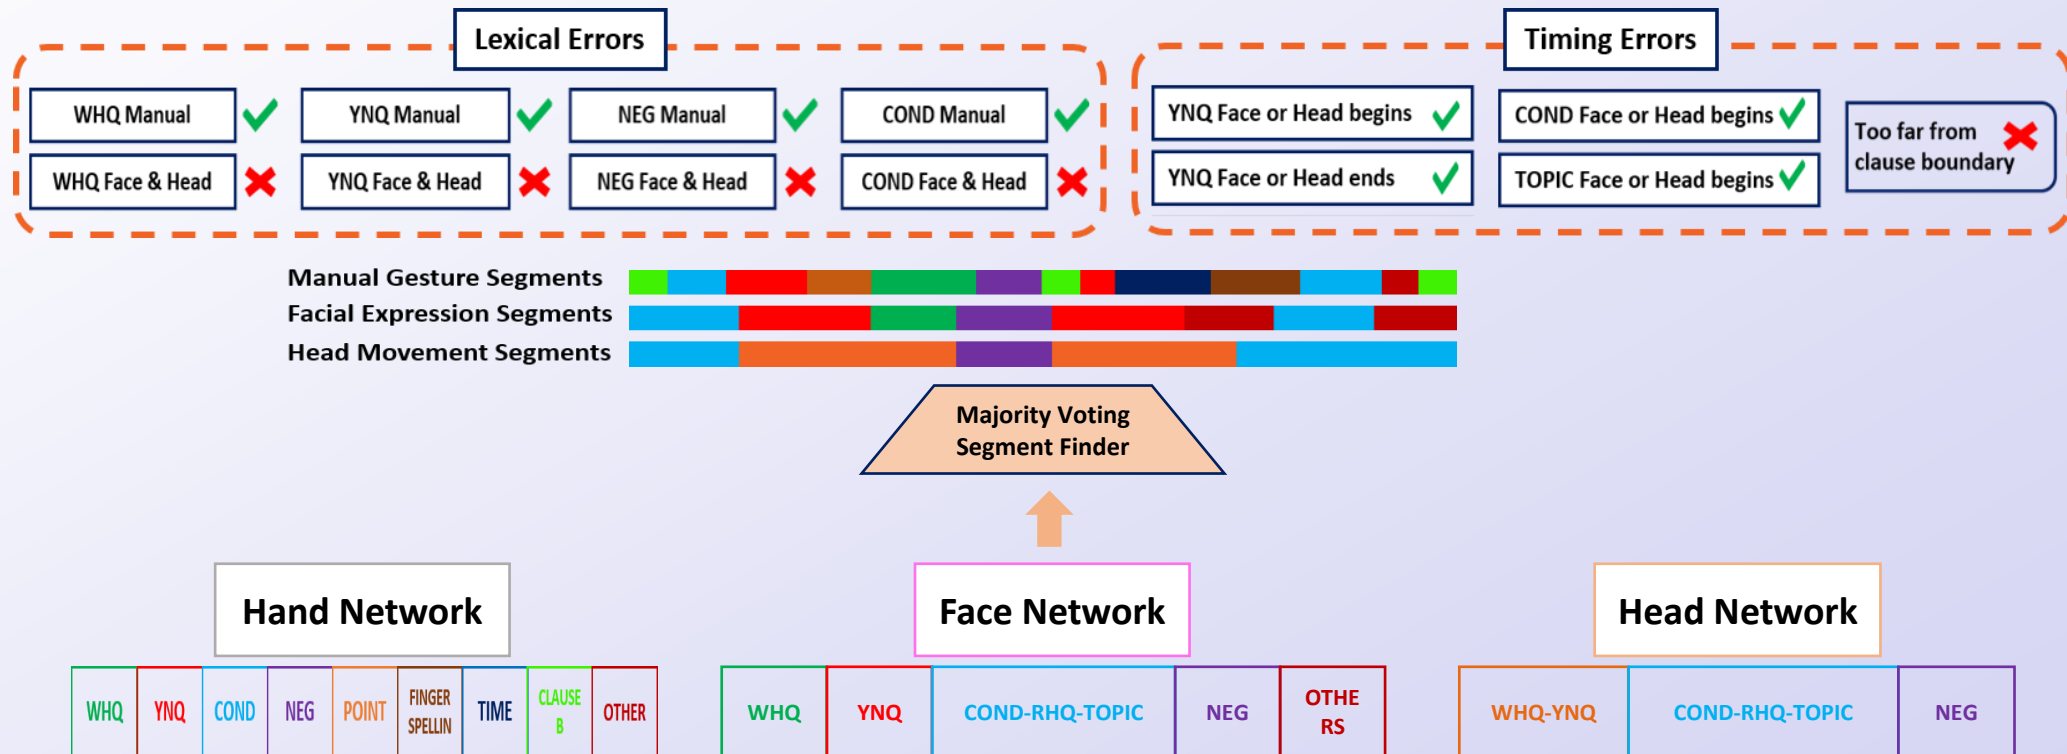 Lexical Errors
Timing Errors
WHQ Manual
YNQ Manual
NEG Manual
COND Manual
WHQ Face & Head
YNQ Face & Head
NEG Face & Head
COND Face & Head
YNQ Face or Head begins
COND Face or Head begins
YNQ Face or Head ends
TOPIC Face or Head begins
Too far from
clause boundary
Manual Gesture Segments
Facial Expression Segments
Head Movement Segments
Majority Voting
Segment Finder
Hand Network
Face Network
Head Network
WHQ
YNQ
COND
NEG
POINT
FINGER
SPELLIN
TIME
CLAUSE
B
OTHER
WHQ
YNQ
COND-RHQ-TOPIC
NEG
OTHE
RS
WHQ-YNQ
COND-RHQ-TOPIC
NEG